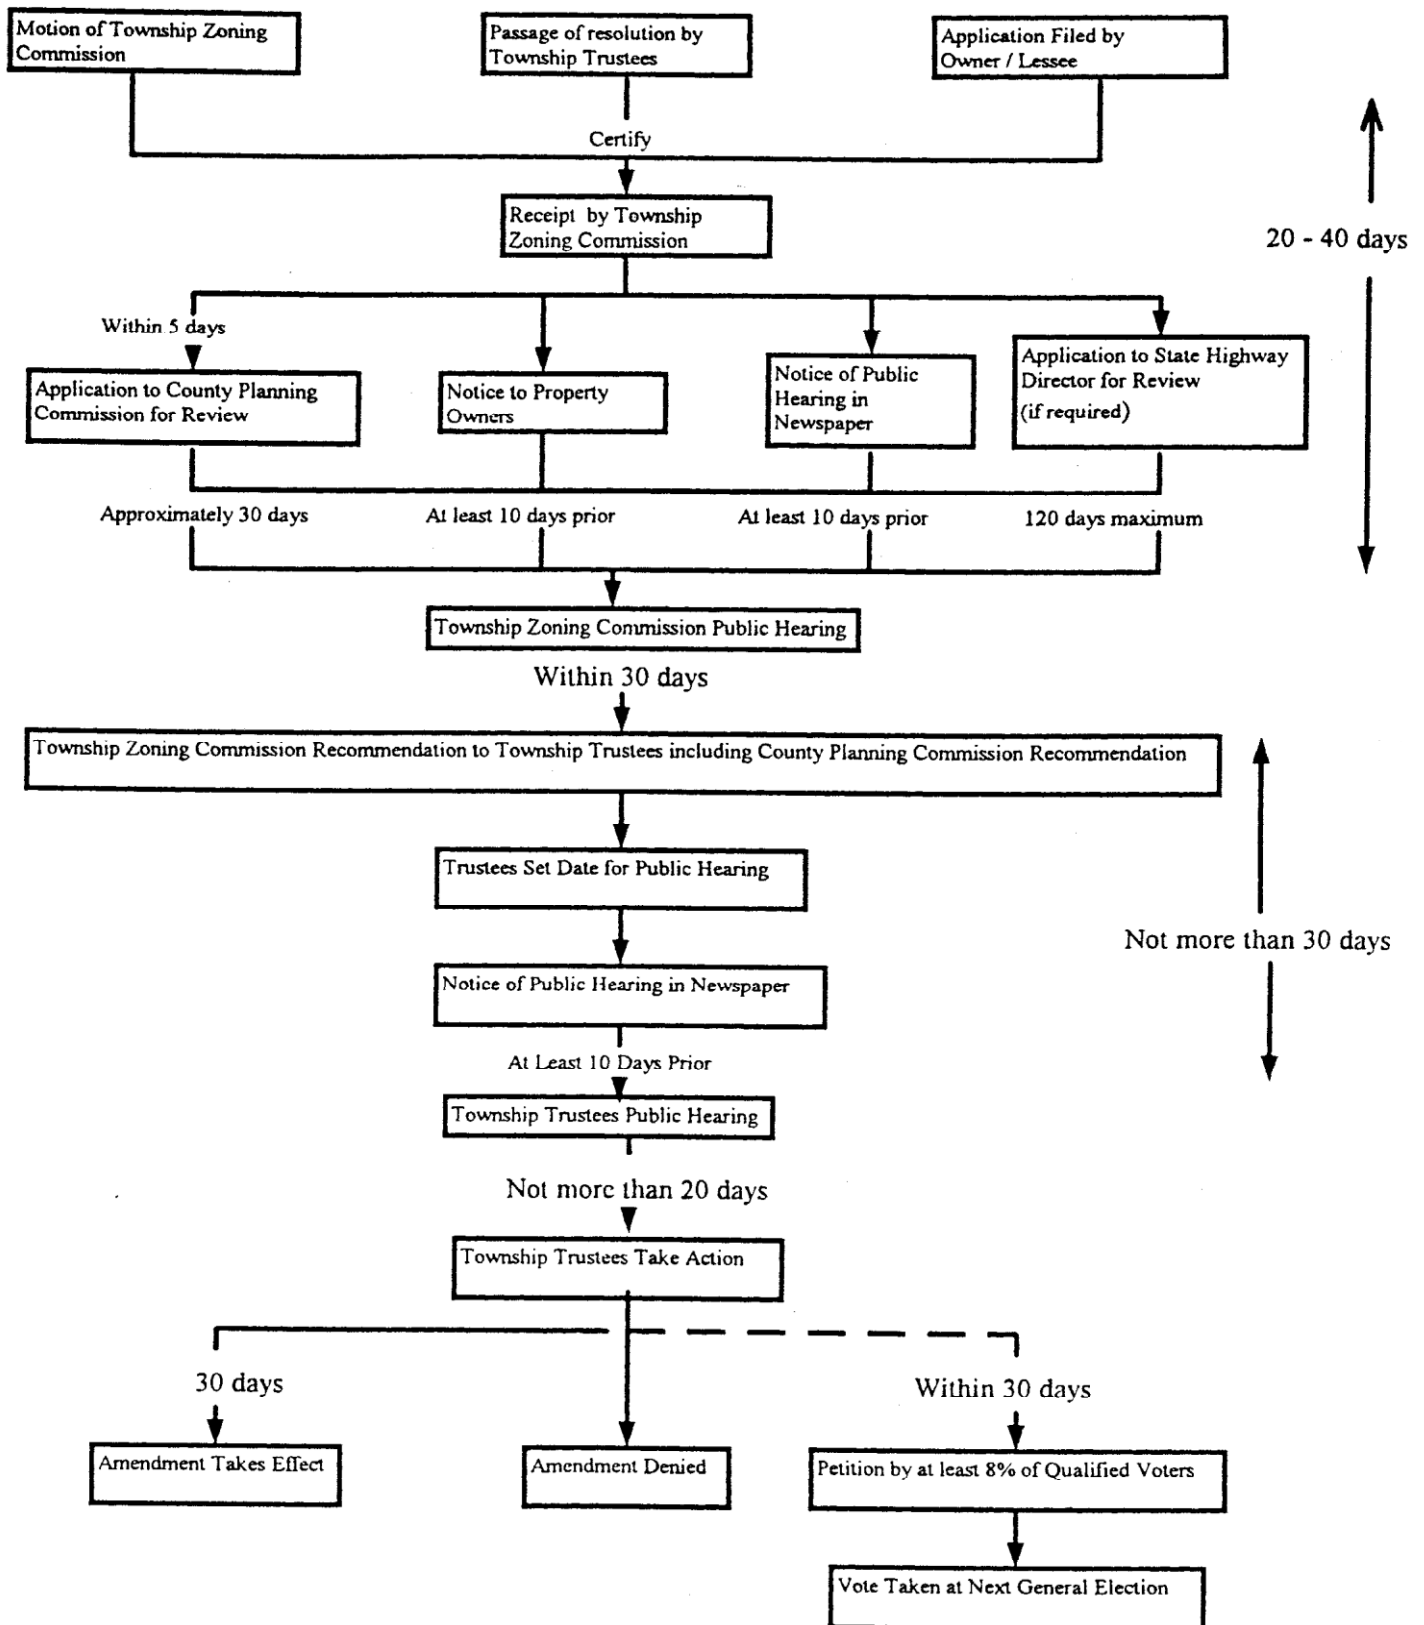 Motion of Township Zoning
Commission
Passage of resolution by
Township Trustees
Application Filed by
Owner / Lessee
Certify
Receipt by Township
Zoning Commission
20 - 40 days
Within 5 days
Application to County Planning
Commission for Review
Notice to Property
Owners
Notice of Public
Hearing in
Newspaper
Application to State Highway
Director for Review
(if required)
Approximately 30 days
At least 10 days prior
At least 10 days prior
120 days maximum
Township Zoning Commission Public Hearing
Within 30 days
Township Zoning Commission Recommendation to Township Trustees including County Planning Commission Recommendation
Trustees Set Date for Public Hearing
Not more than 30 days
Notice of Public Hearing in Newspaper
At Least 10 Days Prior
Township Trustees Public Hearing
Not more than 20 days
Township Trustees Take Action
30 days
Within 30 days
Amendment Takes Effect
Amendment Denied
Petition by at least 8% of Qualified Voters
Vote Taken at Next General Election